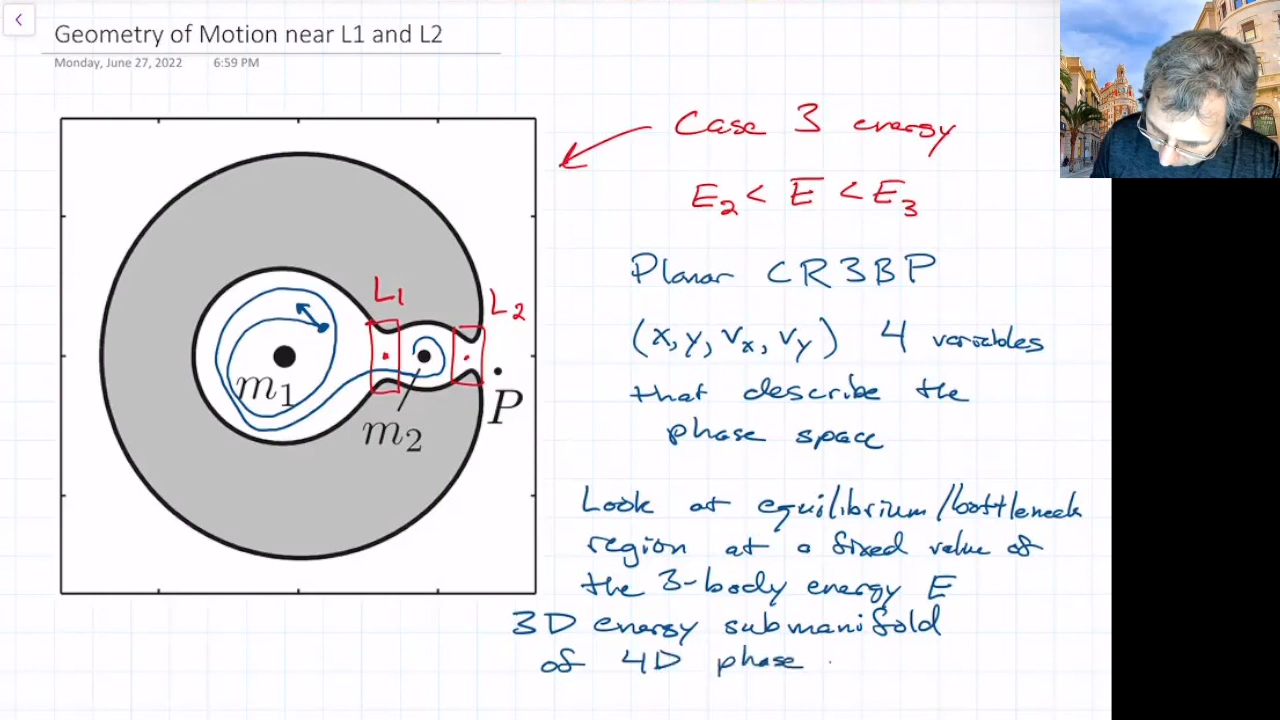 Geometry of Motion near L1 and L2
Monday, June 27, 2022 6:59 PM
Case 3 energy
E2 < E < E3
Planar CR3BP
(x, y, vx, vy) 4 variables
that describe the
phase space
L1
L2
m1
m2
P
Look at equilibrium/bottleneck
region at a fixed value of
the 3-body energy E
3D energy submanifold
of 4D phase